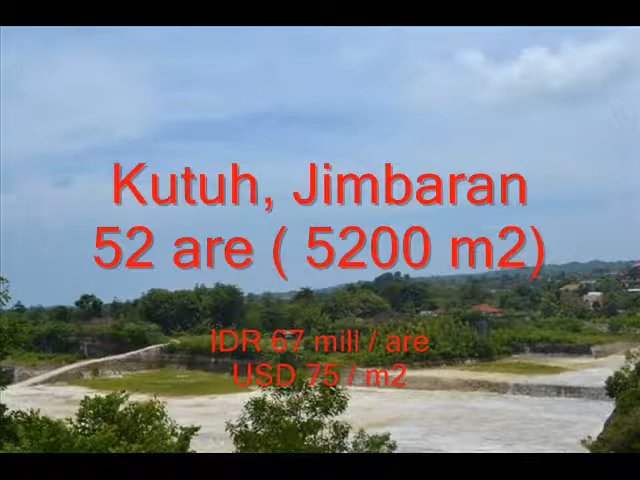 Kutuh, Jimbaran
52 are ( 5200 m2)
IDR 67 mill / are
USD 75 / m2